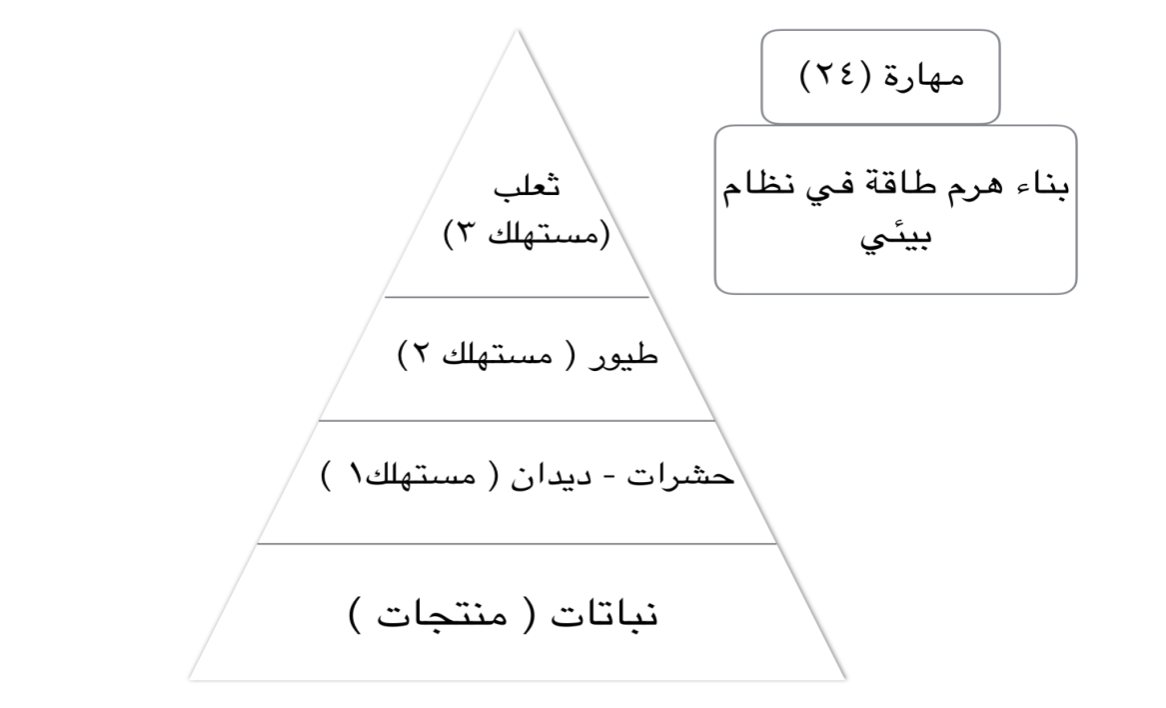 مهارة (٢٤)
بناء هرم طاقة في نظام
بيئي
ثعلب
(مستهلك ٣)
طيور ( مستهلك ٢)
حشرات - ديدان ( مستهلك١ )
نباتات ( منتجات )